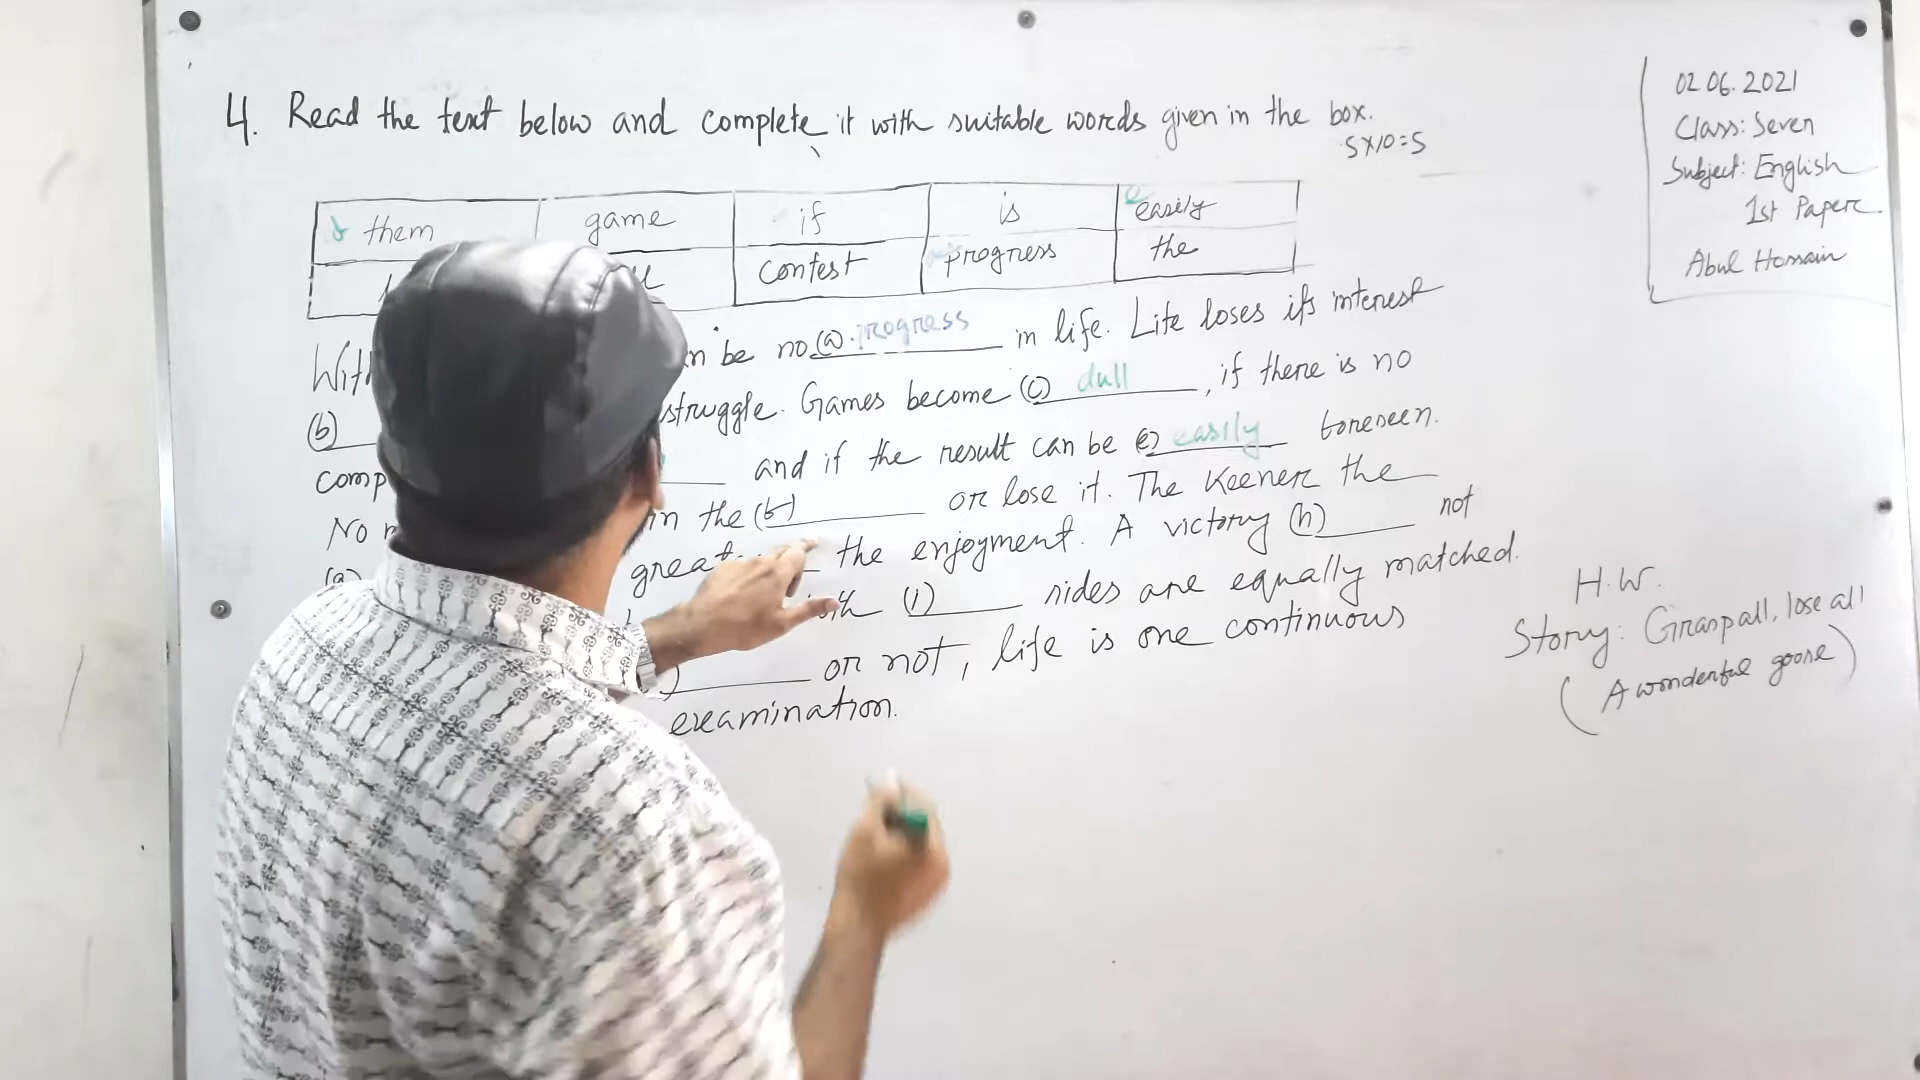 4. Read the text below and complete it with suitable words given in the box.
5x10=5
them game if is easily
contest progress the
be no (a) progress in life. Life loses its interest
(b) struggle. Games become (c) dull, if there is no
comp and if the result can be (e) easily foreseen.
No in the (f) or lose it. The Keener the
great the enjoyment. A victory (h) not
(i) sides are equally matched.
or not, life is one continuous
examination.
02.06.2021
Class: Seven
Subject: English
1st Paper
Abul Hossain
H.W.
Story: Grasp all, lose all
(A wonderful goose)